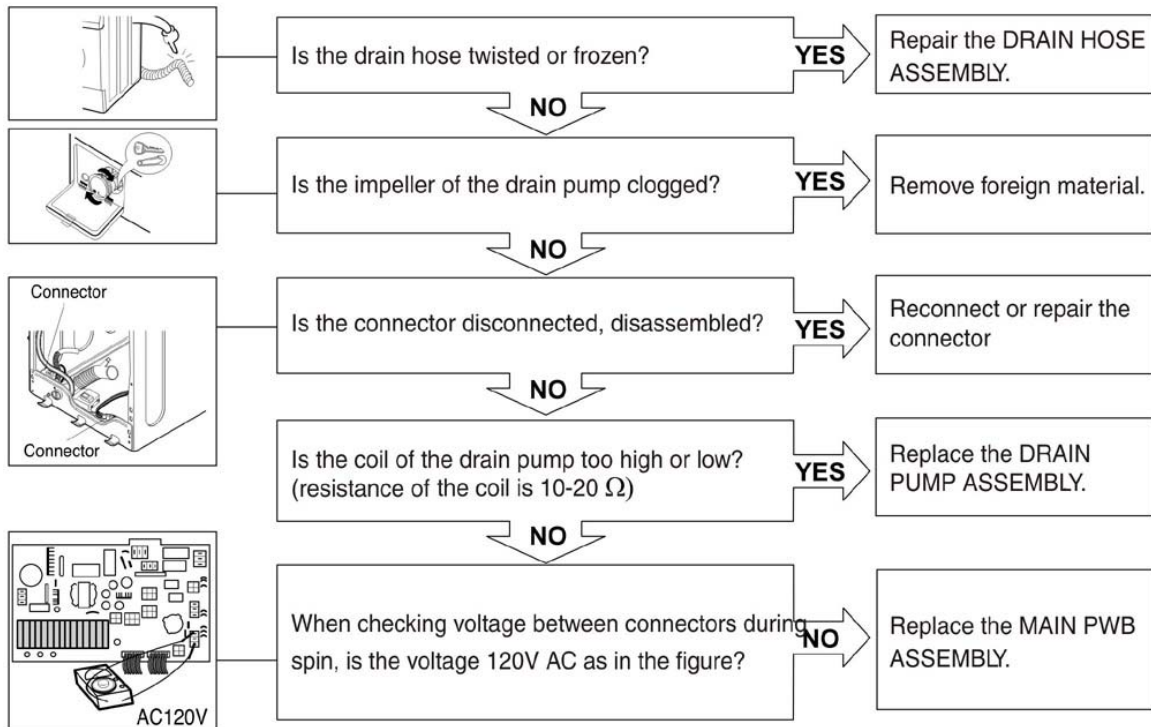 Is the drain hose twisted or frozen?
YES
Repair the DRAIN HOSE
ASSEMBLY.
NO
Is the impeller of the drain pump clogged?
YES
Remove foreign material.
NO
Connector
Connector
Is the connector disconnected, disassembled?
YES
Reconnect or repair the
connector
NO
Is the coil of the drain pump too high or low?
(resistance of the coil is 10-20 Ω)
YES
Replace the DRAIN
PUMP ASSEMBLY.
NO
AC120V
When checking voltage between connectors during
spin, is the voltage 120V AC as in the figure?
NO
Replace the MAIN PWB
ASSEMBLY.